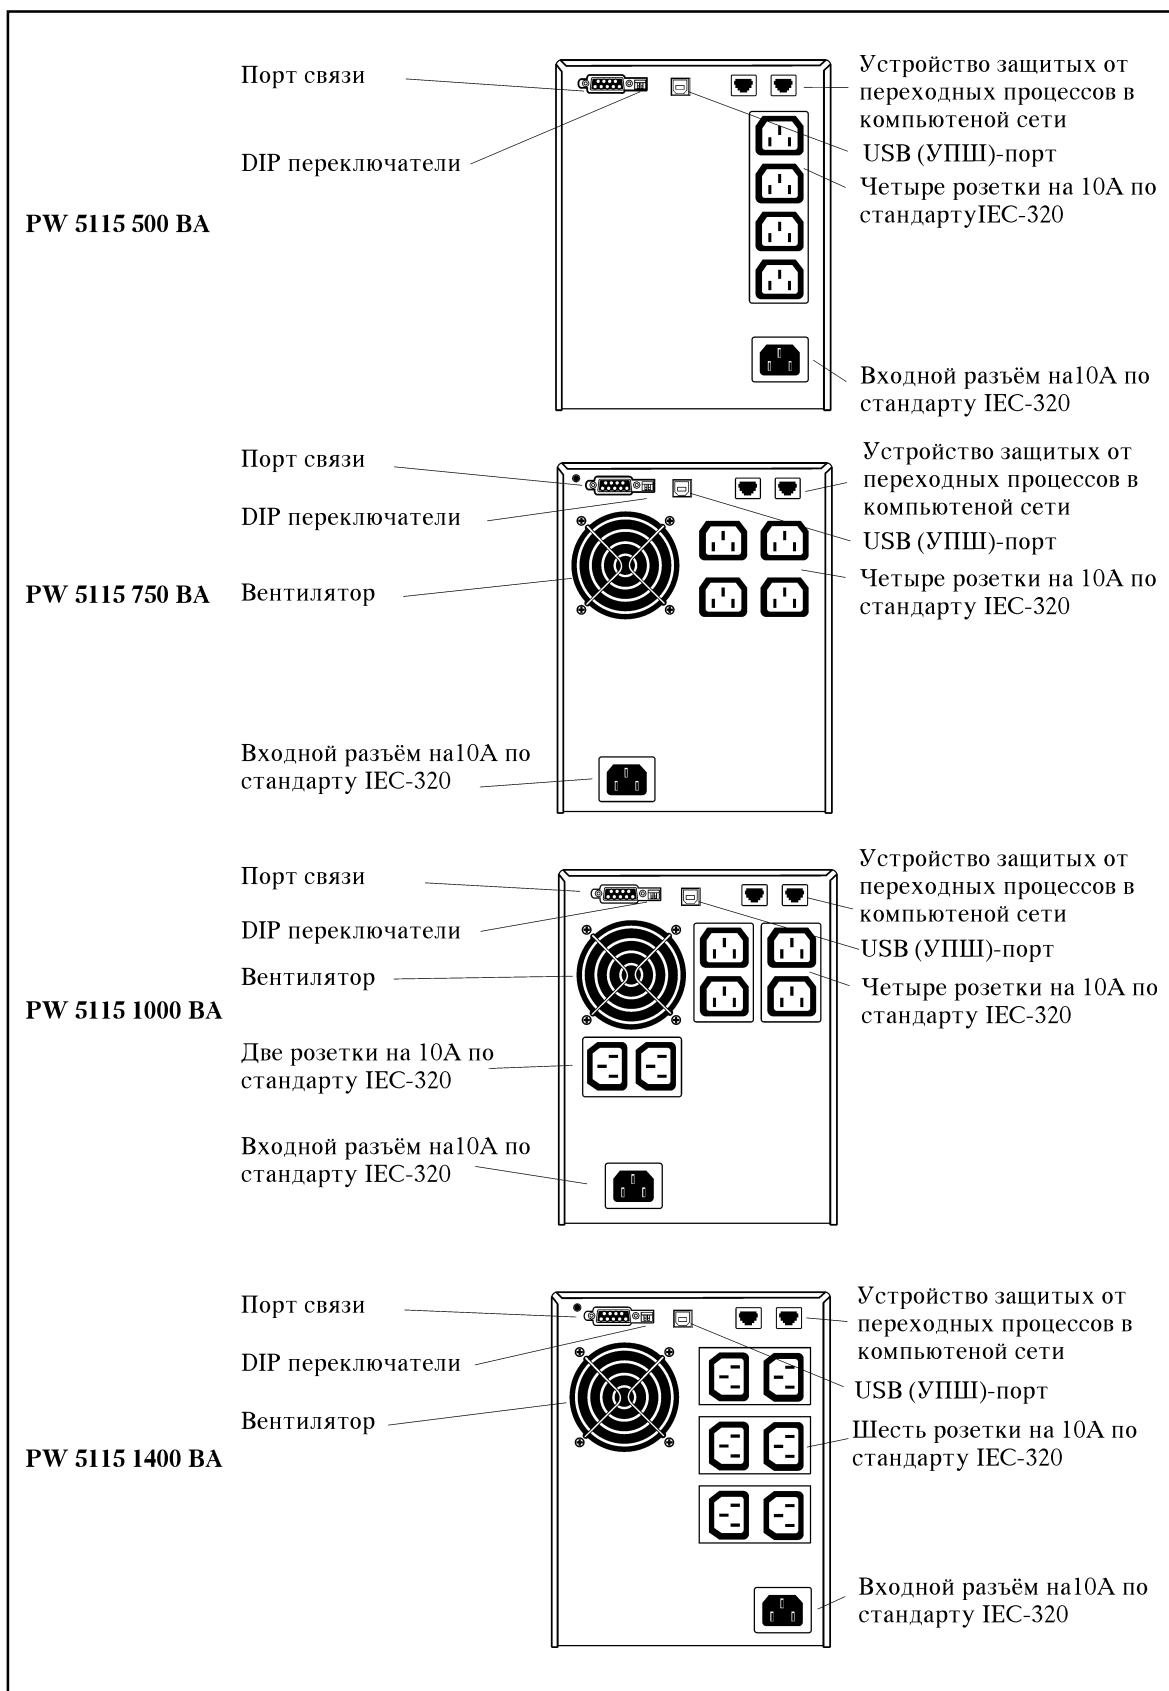 Порт связи
Устройство защитых от
переходных процессов в
компьютеной сети
DIP переключатели
USB (УПШ)-порт
Четыре розетки на 10А по
стандартуIEC-320
PW 5115 500 ВА
Входной разъём на10А по
стандарту IEC-320
Порт связи
Устройство защитых от
переходных процессов в
компьютеной сети
DIP переключатели
USB (УПШ)-порт
PW 5115 750 ВА
Вентилятор
Четыре розетки на 10А по
стандарту IEC-320
Входной разъём на10А по
стандарту IEC-320
Порт связи
Устройство защитых от
переходных процессов в
компьютеной сети
DIP переключатели
USB (УПШ)-порт
Вентилятор
Четыре розетки на 10А по
стандарту IEC-320
PW 5115 1000 ВА
Две розетки на 10А по
стандарту IEC-320
Входной разъём на10А по
стандарту IEC-320
Порт связи
Устройство защитых от
переходных процессов в
компьютеной сети
DIP переключатели
USB (УПШ)-порт
Вентилятор
Шесть розетки на 10А по
стандарту IEC-320
PW 5115 1400 ВА
Входной разъём на10А по
стандарту IEC-320